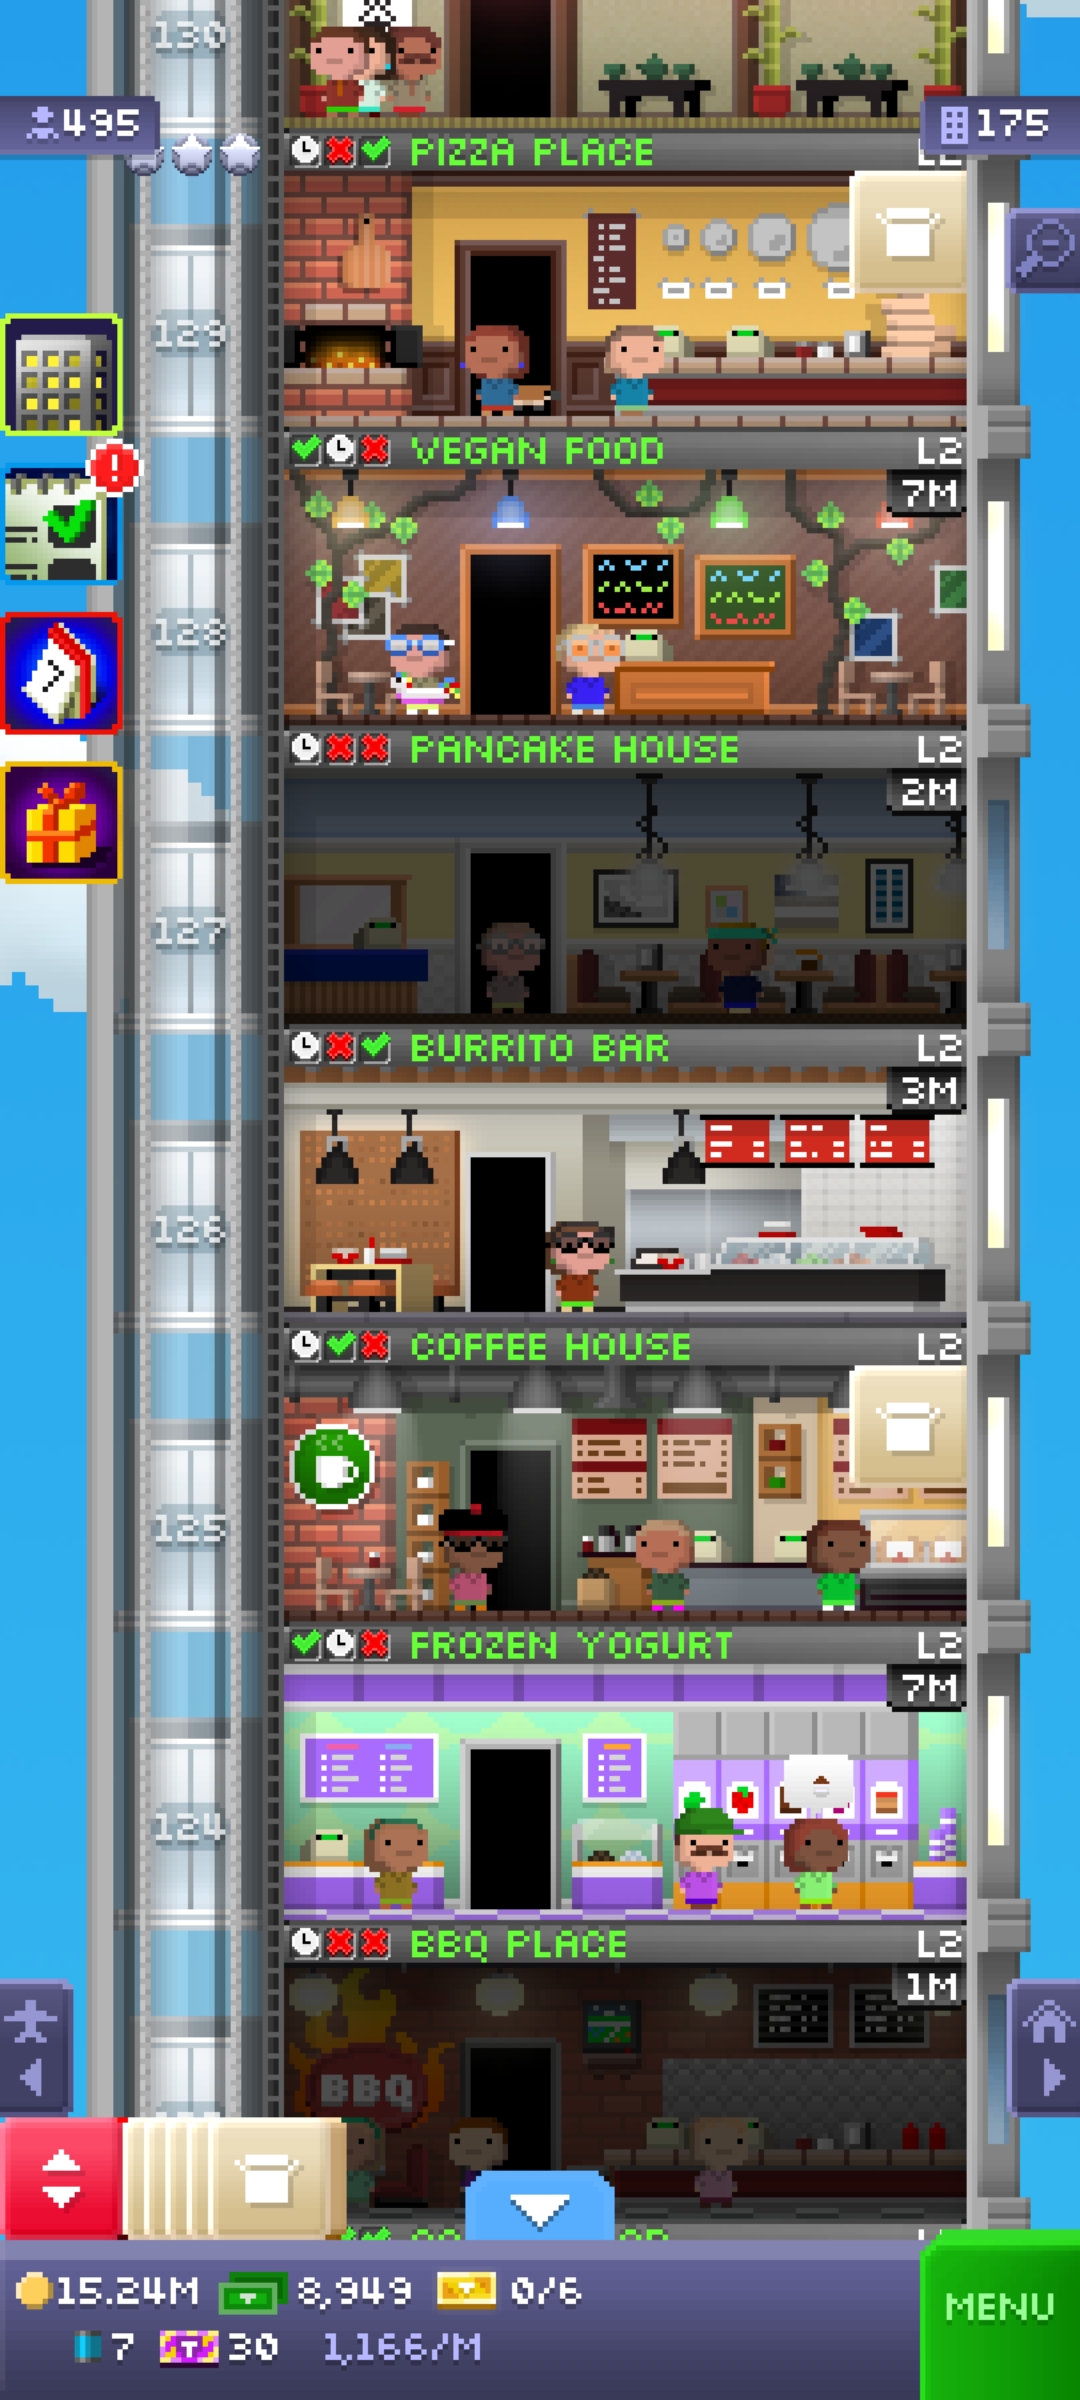 130
495
175
PIZZA PLACE
129
VEGAN FOOD L2
7M
128
PANCAKE HOUSE L2
2M
127
BURRITO BAR L2
3M
126
COFFEE HOUSE L2
125
FROZEN YOGURT L2
7M
124
BBQ PLACE L2
1M
BBQ
15.24M 8,949 0/6
MENU
7 T 30 1,166/M